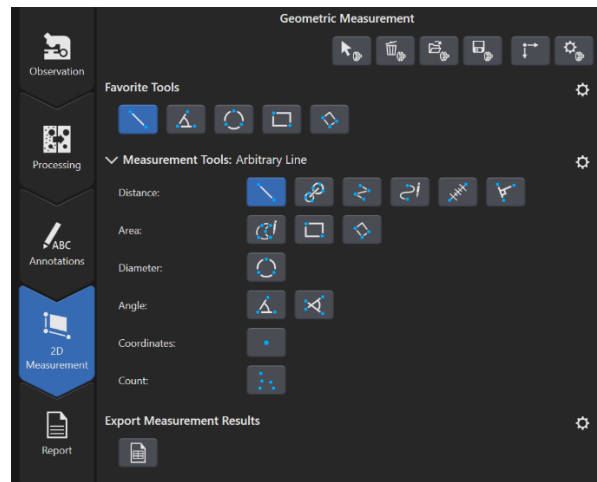 Geometric Measurement
Observation
Favorite Tools
Processing
Measurement Tools: Arbitrary Line
Distance:
Area:
ABC
Annotations
Diameter:
Angle:
2D
Measurement
Coordinates:
Count:
Export Measurement Results
Report